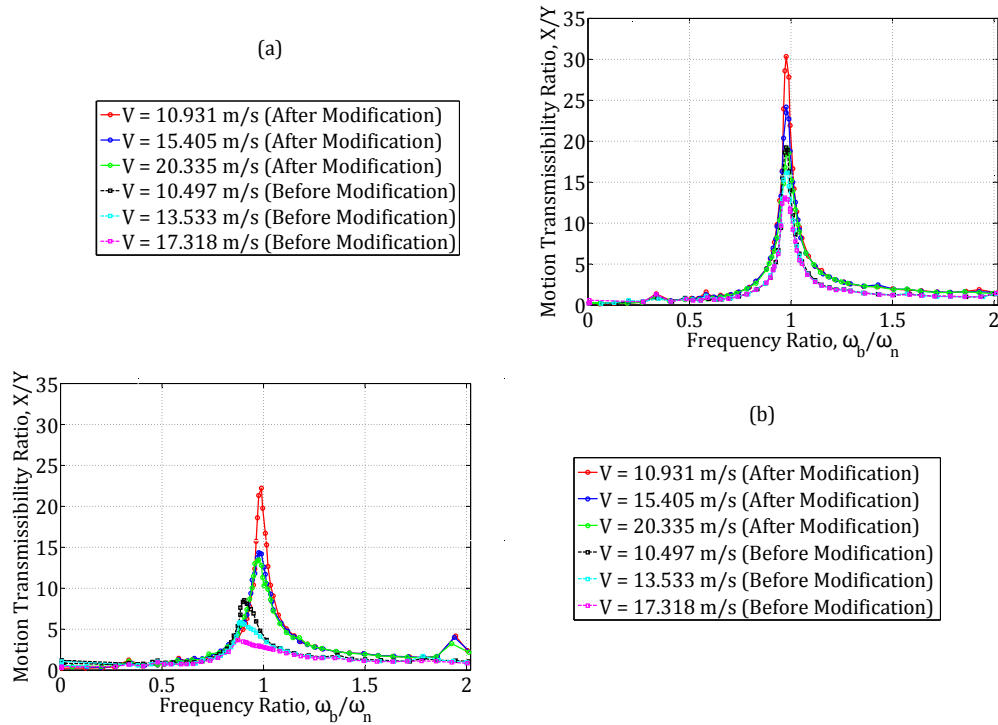 (a)
V = 10.931 m/s (After Modification)
V = 15.405 m/s (After Modification)
V = 20.335 m/s (After Modification)
V = 10.497 m/s (Before Modification)
V = 13.533 m/s (Before Modification)
V = 17.318 m/s (Before Modification)
Motion Transmissibility Ratio, X/Y
35
30
25
20
15
10
5
0
0 0.5 1 1.5 2
Frequency Ratio, ω_b/ω_n
Motion Transmissibility Ratio, X/Y
35
30
25
20
15
10
5
0
0 0.5 1 1.5 2
Frequency Ratio, ω_b/ω_n
(b)
V = 10.931 m/s (After Modification)
V = 15.405 m/s (After Modification)
V = 20.335 m/s (After Modification)
V = 10.497 m/s (Before Modification)
V = 13.533 m/s (Before Modification)
V = 17.318 m/s (Before Modification)